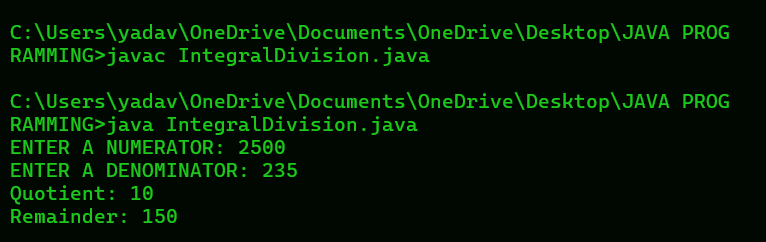 C:\Users\yadav\OneDrive\Documents\OneDrive\Desktop\JAVA PROG
RAMMING>javac IntegralDivision.java
C:\Users\yadav\OneDrive\Documents\OneDrive\Desktop\JAVA PROG
RAMMING>java IntegralDivision.java
ENTER A NUMERATOR: 2500
ENTER A DENOMINATOR: 235
Quotient: 10
Remainder: 150